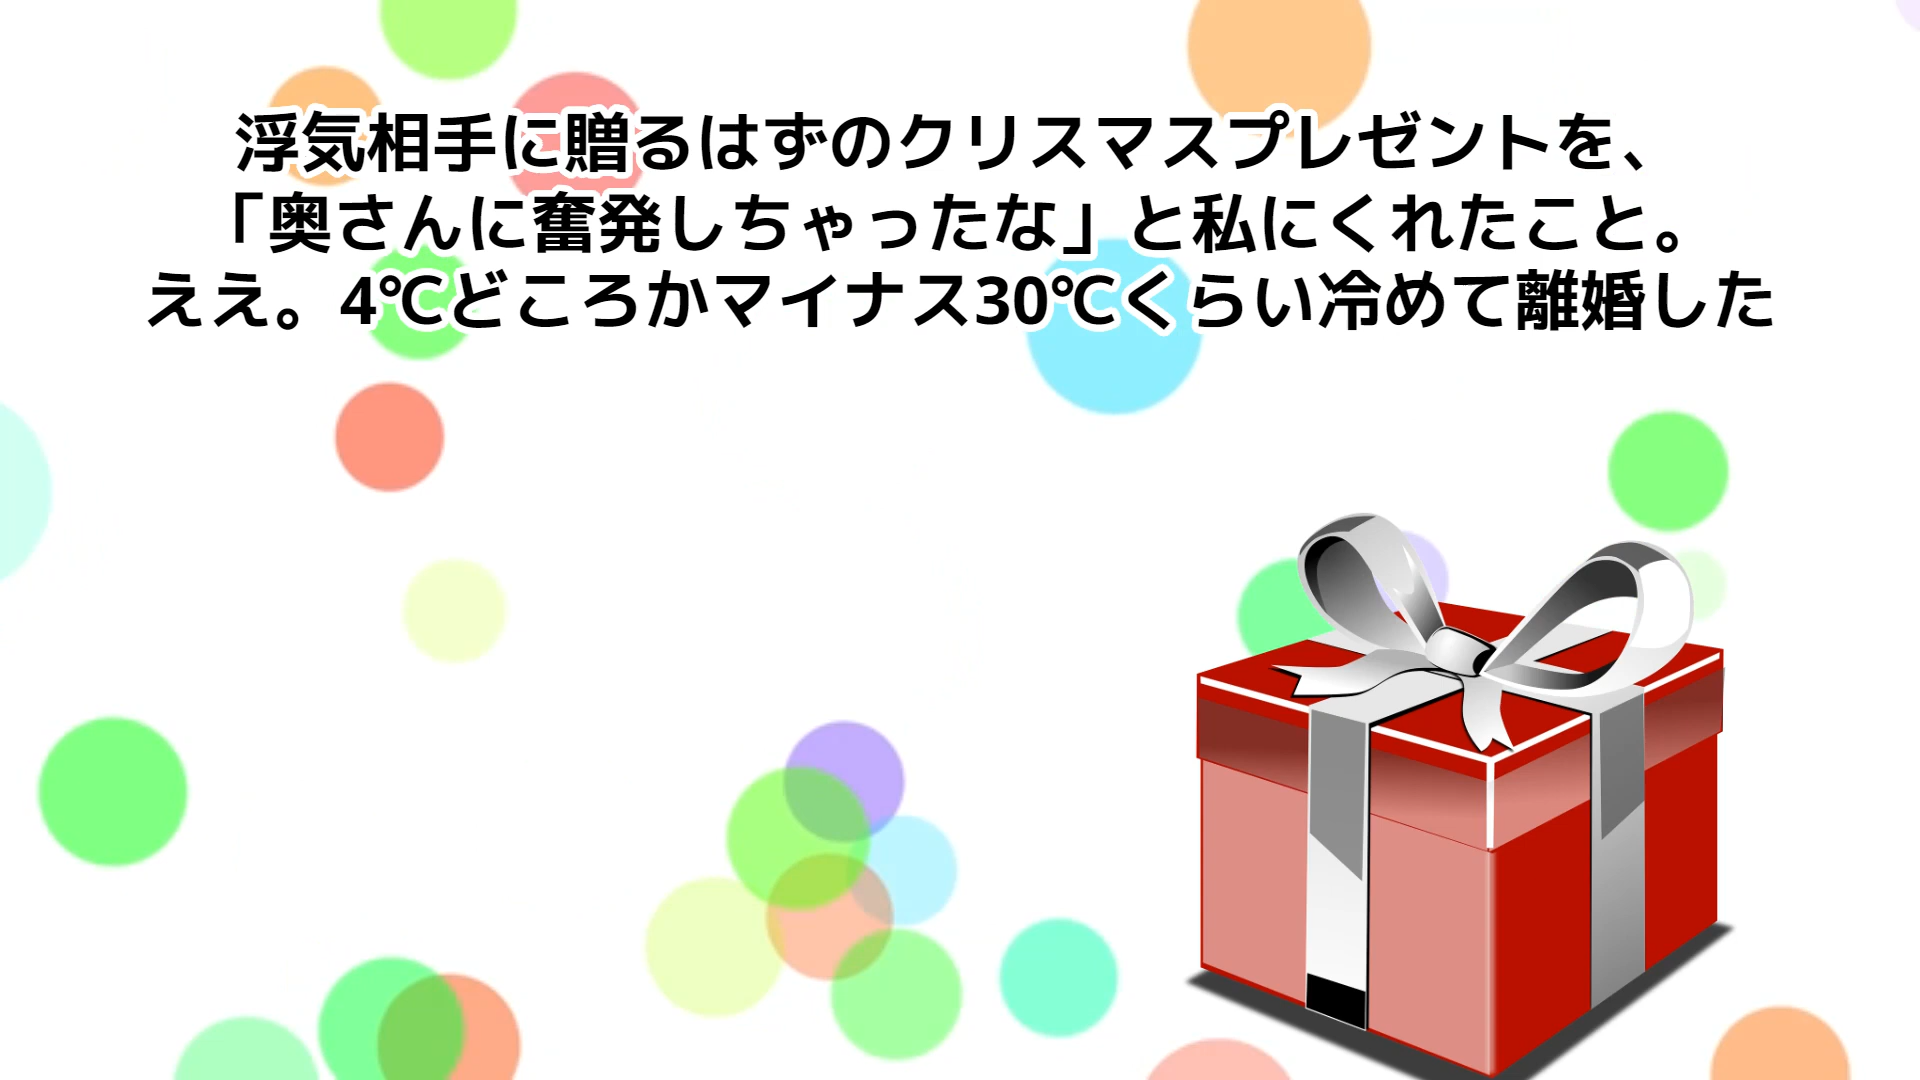 浮気相手に贈るはずのクリスマスプレゼントを、
「奥さんに奮発しちゃったな」と私にくれたこと。
ええ。4℃どころかマイナス30℃くらい冷めて離婚した